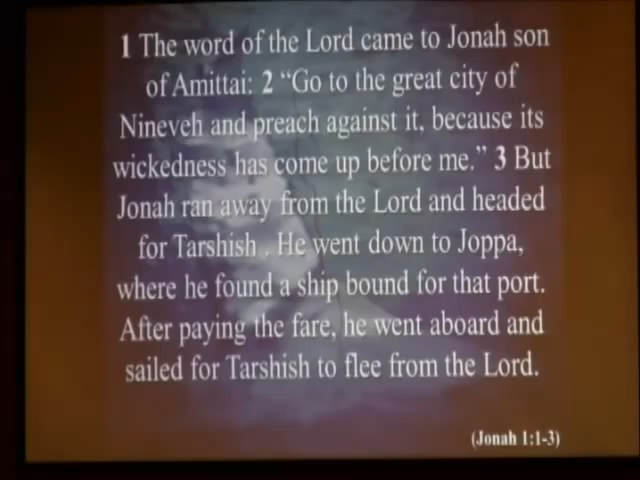 1 The word of the Lord came to Jonah son
of Amittai: 2 “Go to the great city of
Nineveh and preach against it, because its
wickedness has come up before me.” 3 But
Jonah ran away from the Lord and headed
for Tarshish . He went down to Joppa,
where he found a ship bound for that port.
After paying the fare, he went aboard and
sailed for Tarshish to flee from the Lord.
(Jonah 1:1-3)